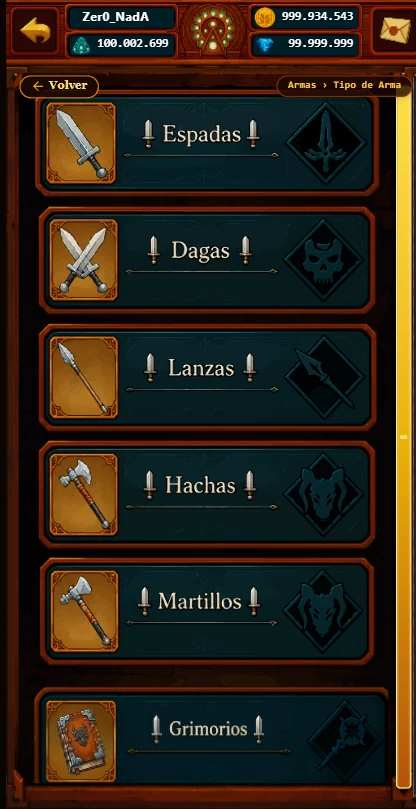 Zer0_NadA
999.934.543
100.002.699
99.999.999
← Volver
Armas › Tipo de Arma
Espadas
Dagas
Lanzas
Hachas
Martillos
Grimorios